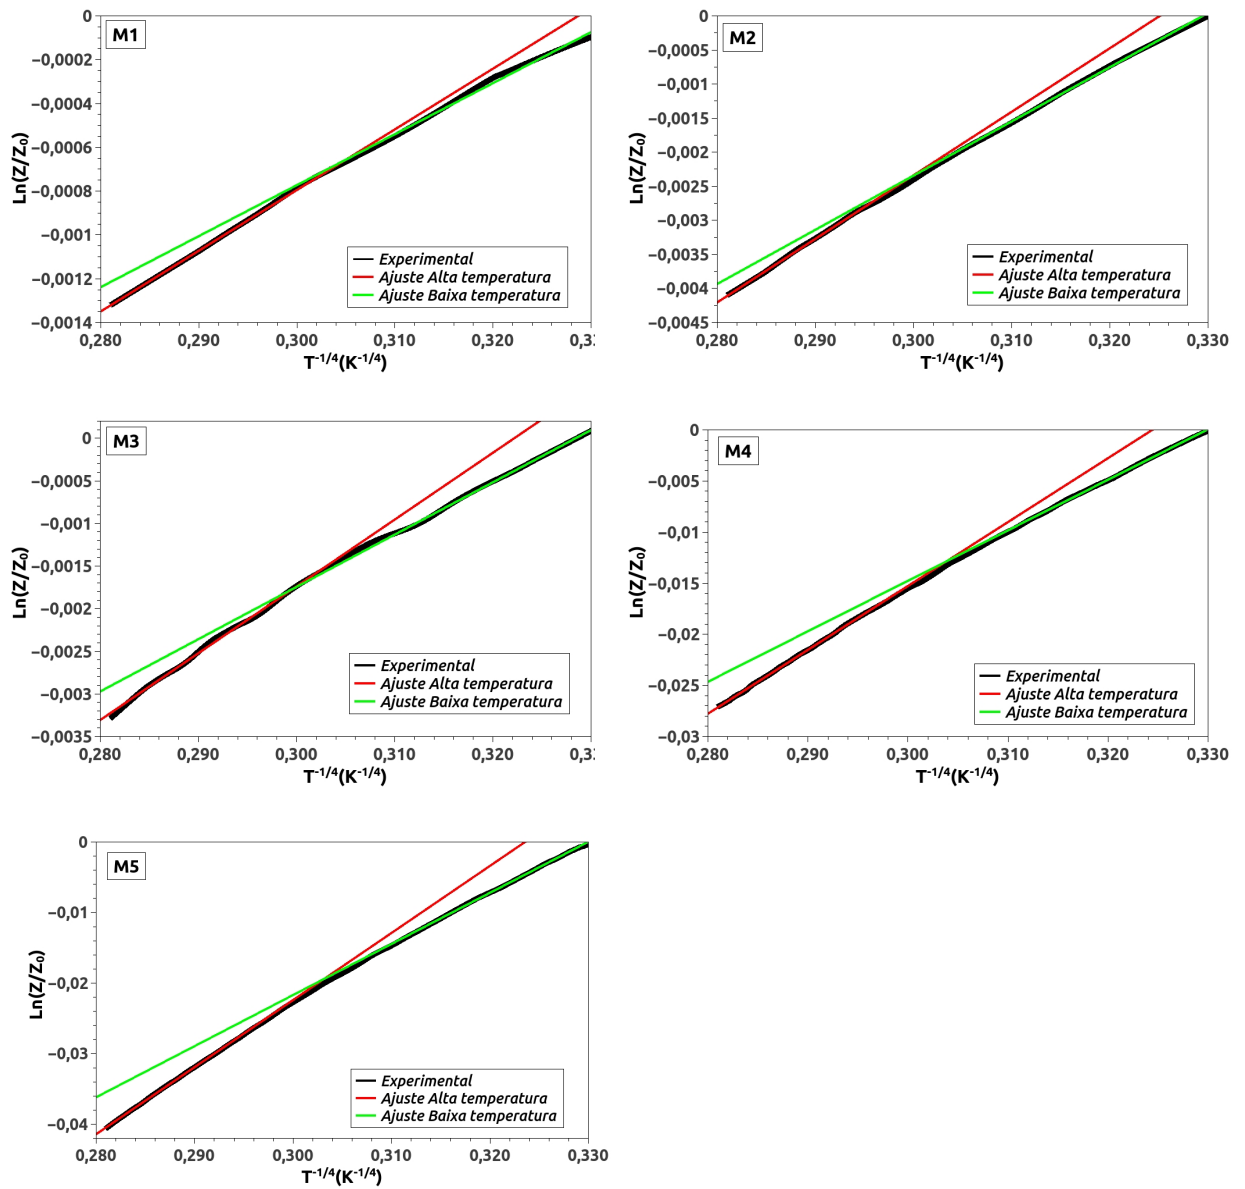 M1
0
−0,0002
−0,0004
−0,0006
−0,0008
−0,001
−0,0012
−0,0014
Ln(Z/Z₀)
0,280 0,290 0,300 0,310 0,320 0,3
T⁻¹/⁴(K⁻¹/⁴)
Experimental
Ajuste Alta temperatura
Ajuste Baixa temperatura
M2
0
−0,0005
−0,001
−0,0015
−0,002
−0,0025
−0,003
−0,0035
−0,004
−0,0045
Ln(Z/Z₀)
0,280 0,290 0,300 0,310 0,320 0,330
T⁻¹/⁴(K⁻¹/⁴)
Experimental
Ajuste Alta temperatura
Ajuste Baixa temperatura
M3
0
−0,0005
−0,001
−0,0015
−0,002
−0,0025
−0,003
−0,0035
Ln(Z/Z₀)
0,280 0,290 0,300 0,310 0,320 0,3
T⁻¹/⁴(K⁻¹/⁴)
Experimental
Ajuste Alta temperatura
Ajuste Baixa temperatura
M4
0
−0,005
−0,01
−0,015
−0,02
−0,025
−0,03
Ln(Z/Z₀)
0,280 0,290 0,300 0,310 0,320 0,330
T⁻¹/⁴(K⁻¹/⁴)
Experimental
Ajuste Alta temperatura
Ajuste Baixa temperatura
M5
0
−0,01
−0,02
−0,03
−0,04
Ln(Z/Z₀)
0,280 0,290 0,300 0,310 0,320 0,330
T⁻¹/⁴(K⁻¹/⁴)
Experimental
Ajuste Alta temperatura
Ajuste Baixa temperatura